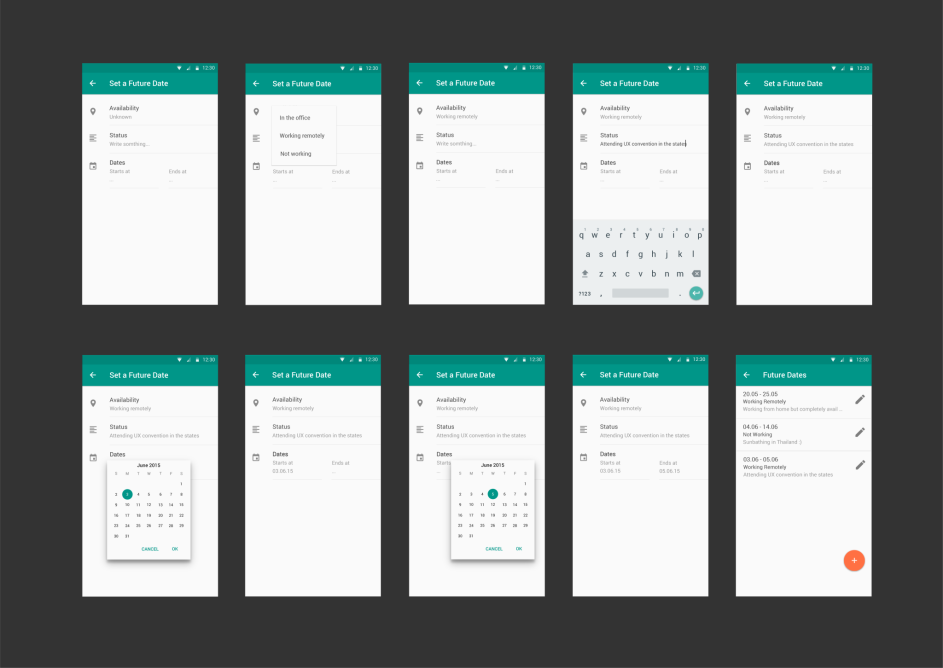 12:30
Set a Future Date
Availability
Unknown
Status
Write somthing...
Dates
Starts at Ends at
... ...
12:30
Set a Future Date
In the office
Working remotely
Not working
Starts at Ends at
... ...
12:30
Set a Future Date
Availability
Working remotely
Status
Write somthing...
Dates
Starts at Ends at
... ...
12:30
Set a Future Date
Availability
Working remotely
Status
Attending UX convention in the states
Dates
Starts at Ends at
q w e r t y u i o p
a s d f g h j k l
z x c v b n m
?123 , .
12:30
Set a Future Date
Availability
Working remotely
Status
Attending UX convention in the states
Dates
Starts at Ends at
... ...
12:30
Set a Future Date
Availability
Working remotely
Status
Attending UX convention in the states
Dates
June 2015
S M T W T F S
1
2 3 4 5 6 7 8
9 10 11 12 13 14 15
16 17 18 19 20 21 22
23 24 25 26 27 28 29
30 31
CANCEL OK
12:30
Set a Future Date
Availability
Working remotely
Status
Attending UX convention in the states
Dates
Starts at Ends at
03.06.15 ...
12:30
Set a Future Date
Availability
Working remotely
Status
Attending UX convention in the states
Dates
June 2015
S M T W T F S
1
2 3 4 5 6 7 8
9 10 11 12 13 14 15
16 17 18 19 20 21 22
23 24 25 26 27 28 29
30 31
CANCEL OK
12:30
Set a Future Date
Availability
Working remotely
Status
Attending UX convention in the states
Dates
Starts at Ends at
03.06.15 05.06.15
12:30
Future Dates
20.05 - 25.05
Working Remotely
Working from home but completely avail...
04.06 - 14.06
Not Working
Sunbathing in Thailand :)
03.06 - 05.06
Working Remotely
Attending UX convention in the states
+